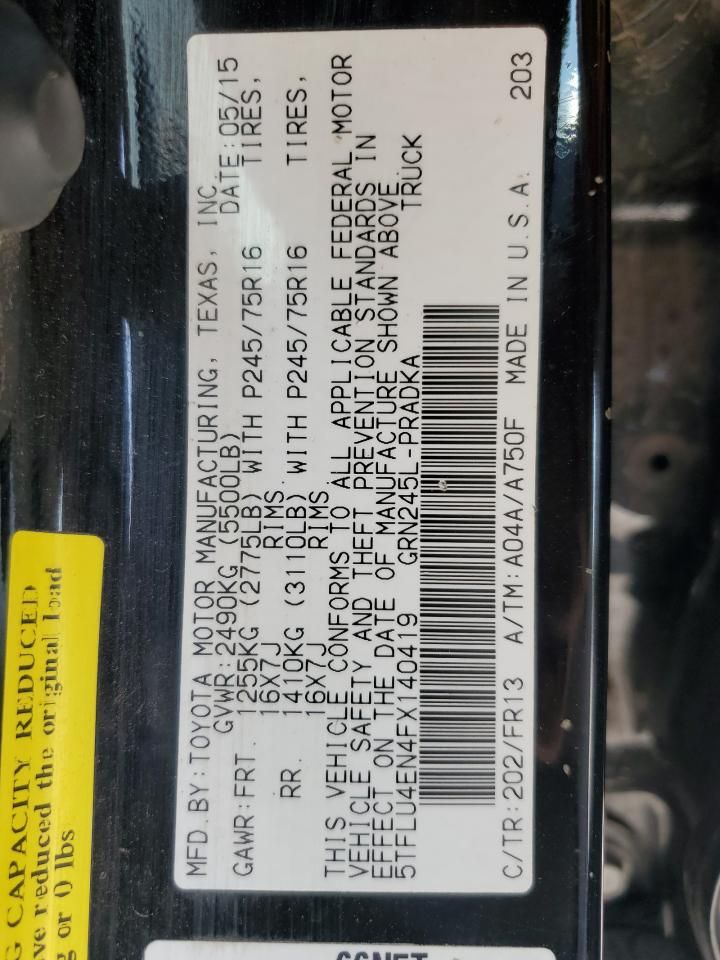 MFD.BY:TOYOTA MOTOR MANUFACTURING, TEXAS, INC.
GVWR:2490KG (5500LB) DATE:05/15
GAWR:FRT. 1255KG (2775LB) WITH P245/75R16 TIRES,
16X7J RIMS.
RR. 1410KG (3110LB) WITH P245/75R16 TIRES,
16X7J RIMS
THIS VEHICLE CONFORMS TO ALL APPLICABLE FEDERAL MOTOR
VEHICLE SAFETY AND THEFT PREVENTION STANDARDS IN
EFFECT ON THE DATE OF MANUFACTURE SHOWN ABOVE.
5TFLU4EN4FX140419 GRN245L-PRADKA TRUCK
C/TR:202/FR13 A/TM:A04A/A750F MADE IN U.S.A. 203
CAPACITY REDUCED
reduced the original load
or 0 lbs